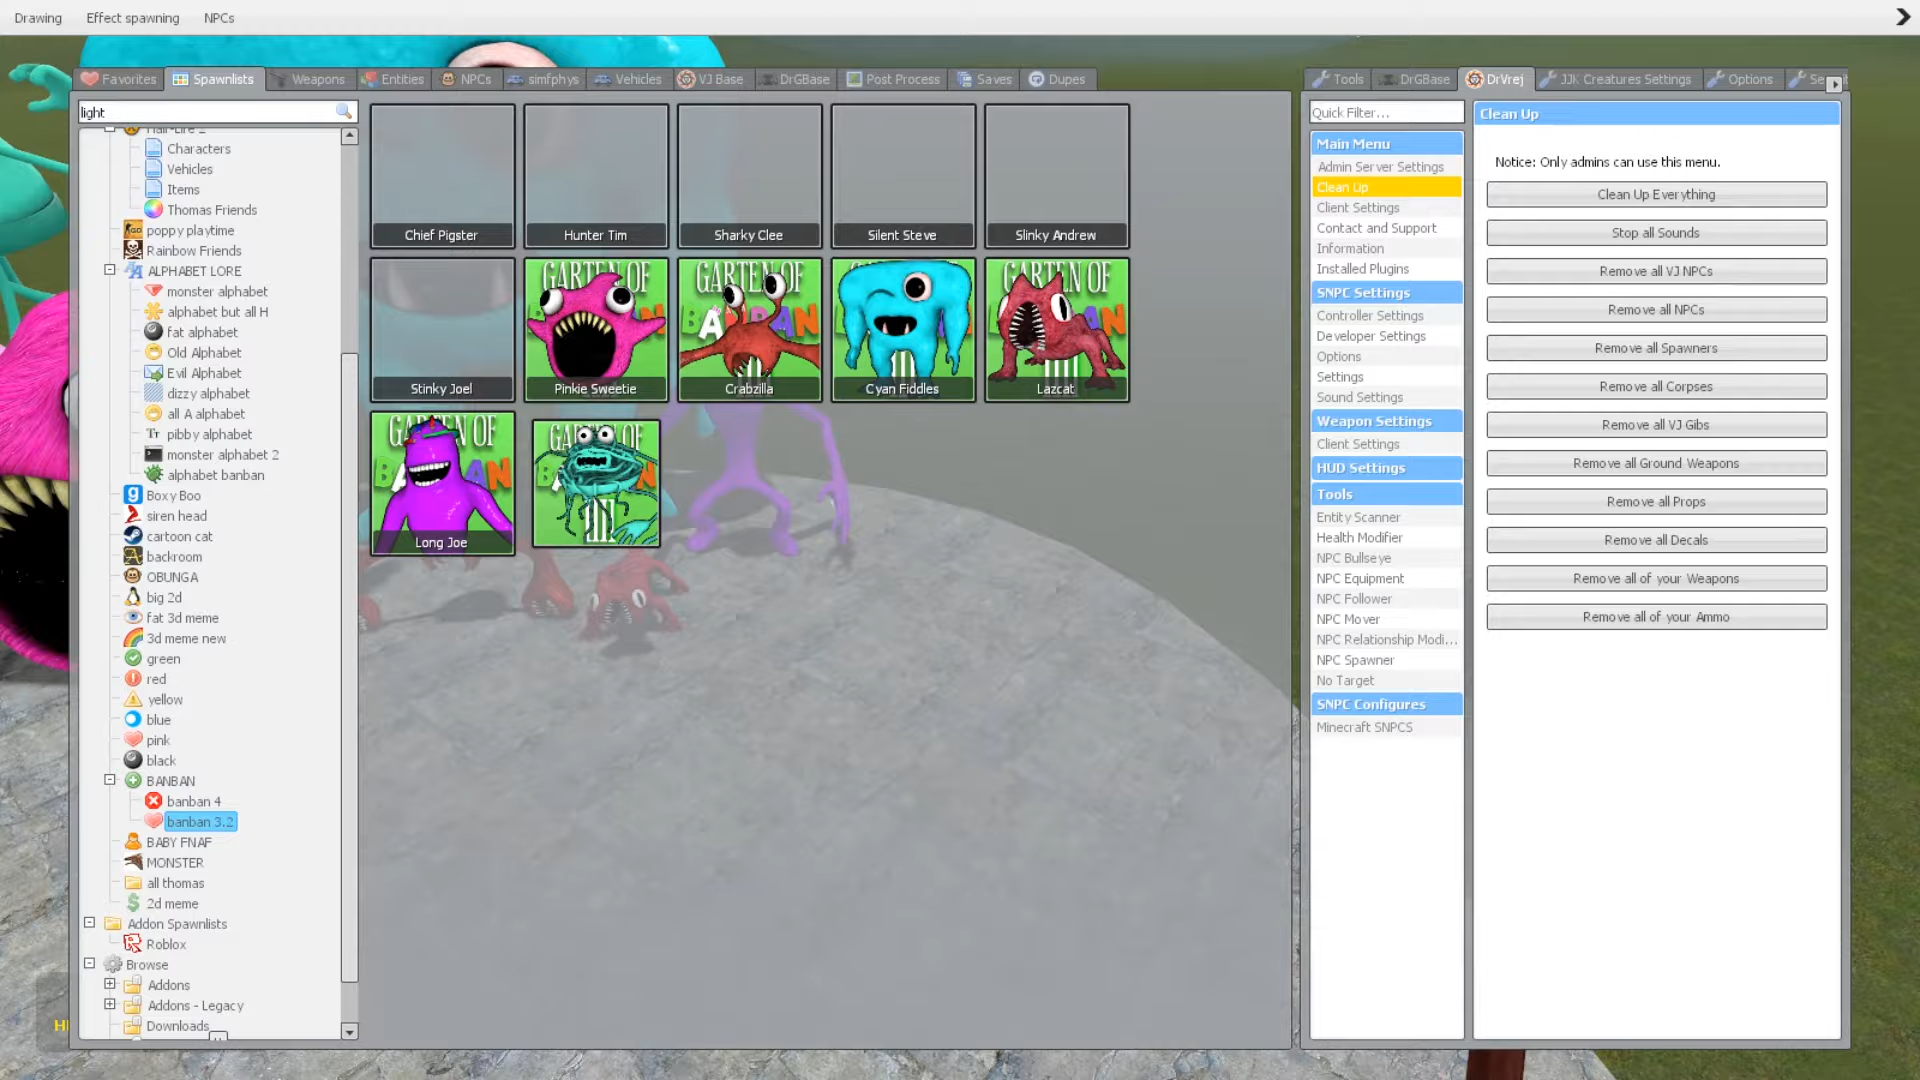 Drawing
Effect spawning
NPCs
Favorites
Spawnlists
Weapons
Entities
NPCs
simfphys
Vehicles
VJ Base
DrGBase
Post Process
Saves
Dupes
Tools
DrGBase
DrVrej
JJK Creatures Settings
Options
light
Characters
Vehicles
Items
Thomas Friends
poppy playtime
Rainbow Friends
ALPHABET LORE
monster alphabet
alphabet but all H
fat alphabet
Old Alphabet
Evil Alphabet
dizzy alphabet
all A alphabet
pibby alphabet
monster alphabet 2
alphabet banban
Boxy Boo
siren head
cartoon cat
backroom
OBUNGA
big 2d
fat 3d meme
3d meme new
green
red
yellow
blue
pink
black
BANBAN
banban 4
banban 3.2
BABY FNAF
MONSTER
all thomas
2d meme
Addon Spawnlists
Roblox
Browse
Addons
Addons - Legacy
Downloads
Chief Pigster
Hunter Tim
Sharky Clee
Silent Steve
Slinky Andrew
Stinky Joel
GARTEN OF
Pinkie Sweetie
GARTEN OF
Crabzilla
Cyan Fiddles
GARTEN OF
Lazcat
GARTEN OF
Long Joe
Quick Filter...
Main Menu
Admin Server Settings
Clean Up
Client Settings
Contact and Support
Information
Installed Plugins
SNPC Settings
Controller Settings
Developer Settings
Options
Settings
Sound Settings
Weapon Settings
Client Settings
HUD Settings
Tools
Entity Scanner
Health Modifier
NPC Bullseye
NPC Equipment
NPC Follower
NPC Mover
NPC Relationship Modi...
NPC Spawner
No Target
SNPC Configures
Minecraft SNPCS
Clean Up
Notice: Only admins can use this menu.
Clean Up Everything
Stop all Sounds
Remove all VJ NPCs
Remove all NPCs
Remove all Spawners
Remove all Corpses
Remove all VJ Gibs
Remove all Ground Weapons
Remove all Props
Remove all Decals
Remove all of your Weapons
Remove all of your Ammo